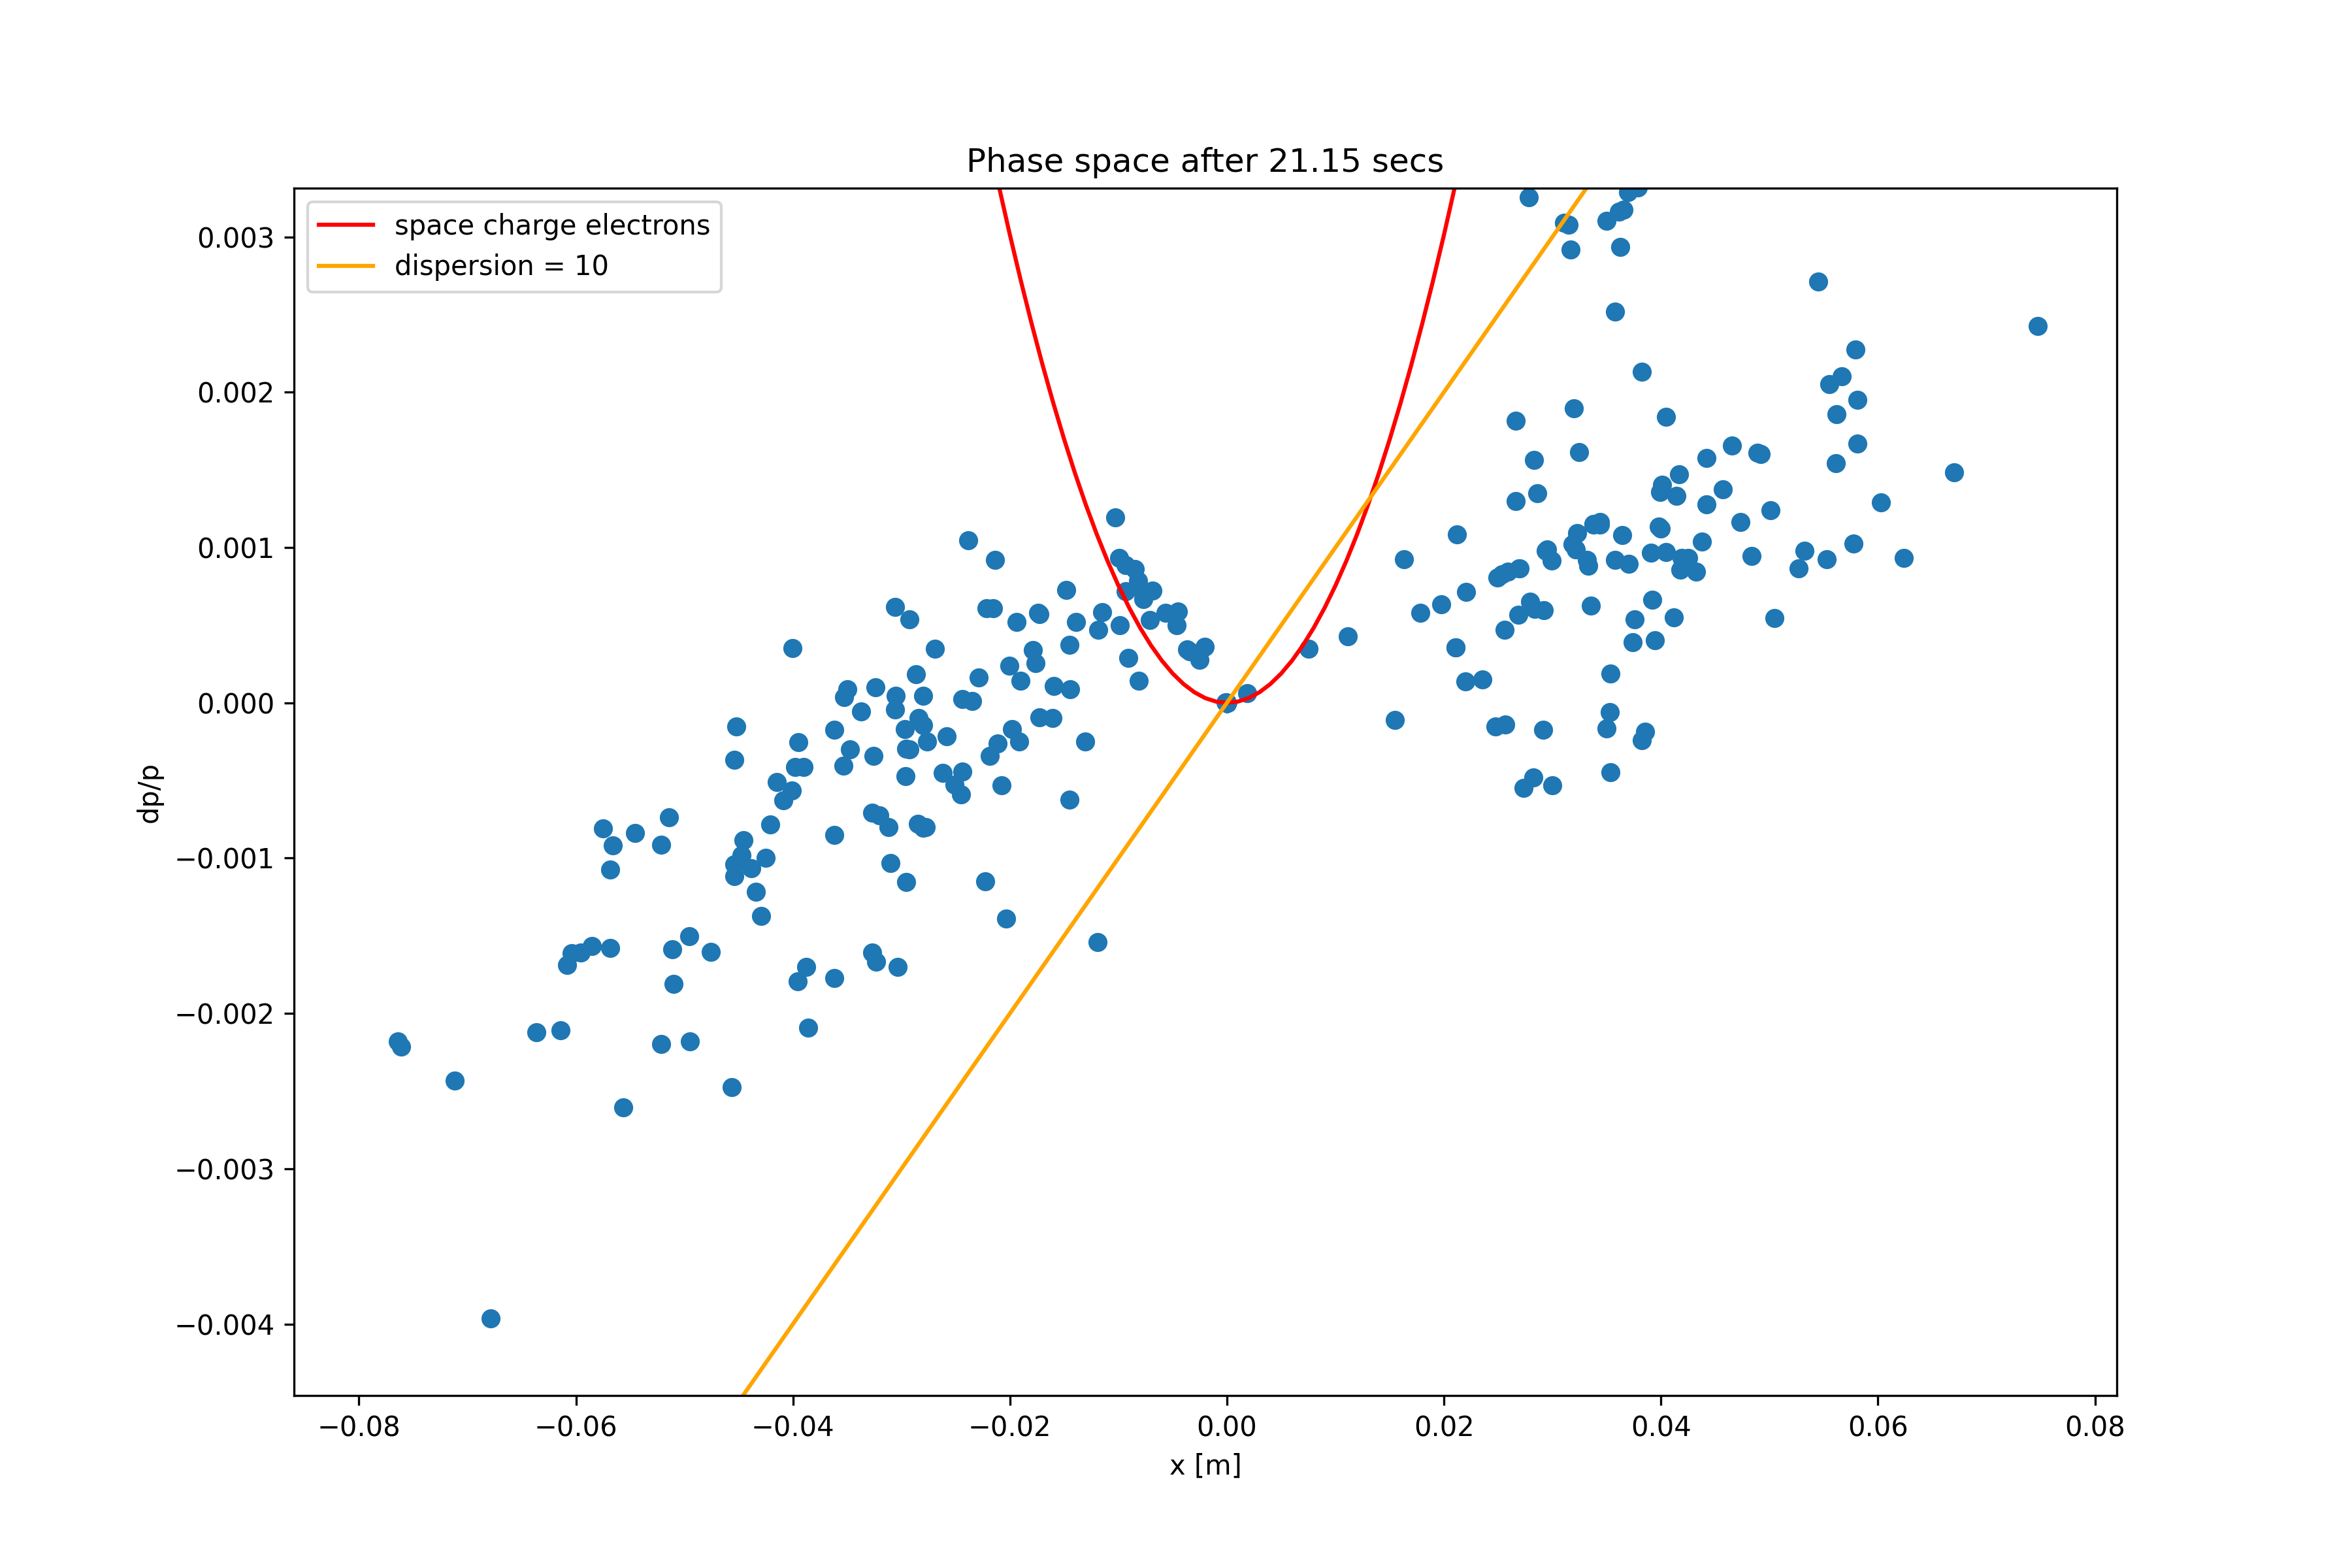 Phase space after 21.15 secs
space charge electrons
dispersion = 10
0.003
0.002
0.001
0.000
−0.001
−0.002
−0.003
−0.004
dp/p
−0.08 −0.06 −0.04 −0.02 0.00 0.02 0.04 0.06 0.08
x [m]